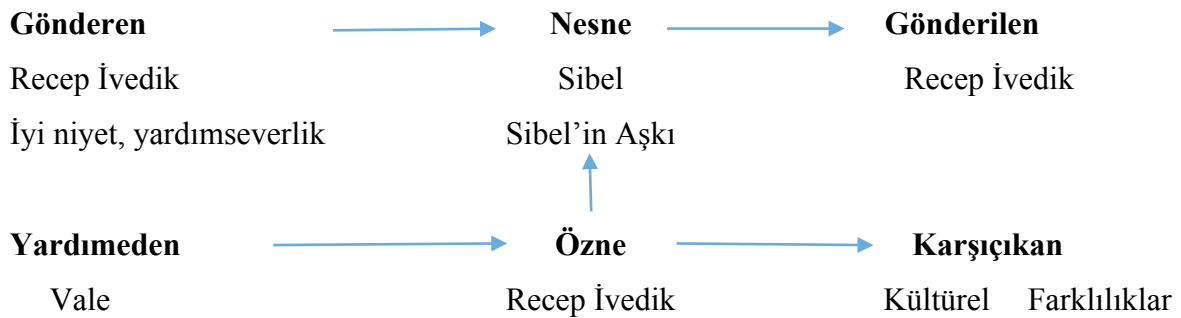 Gönderen Nesne Gönderilen
Recep İvedik Sibel Recep İvedik
İyi niyet, yardımseverlik Sibel’in Aşkı
Yardımeden Özne Karşıçıkan
Vale Recep İvedik Kültürel Farklılıklar